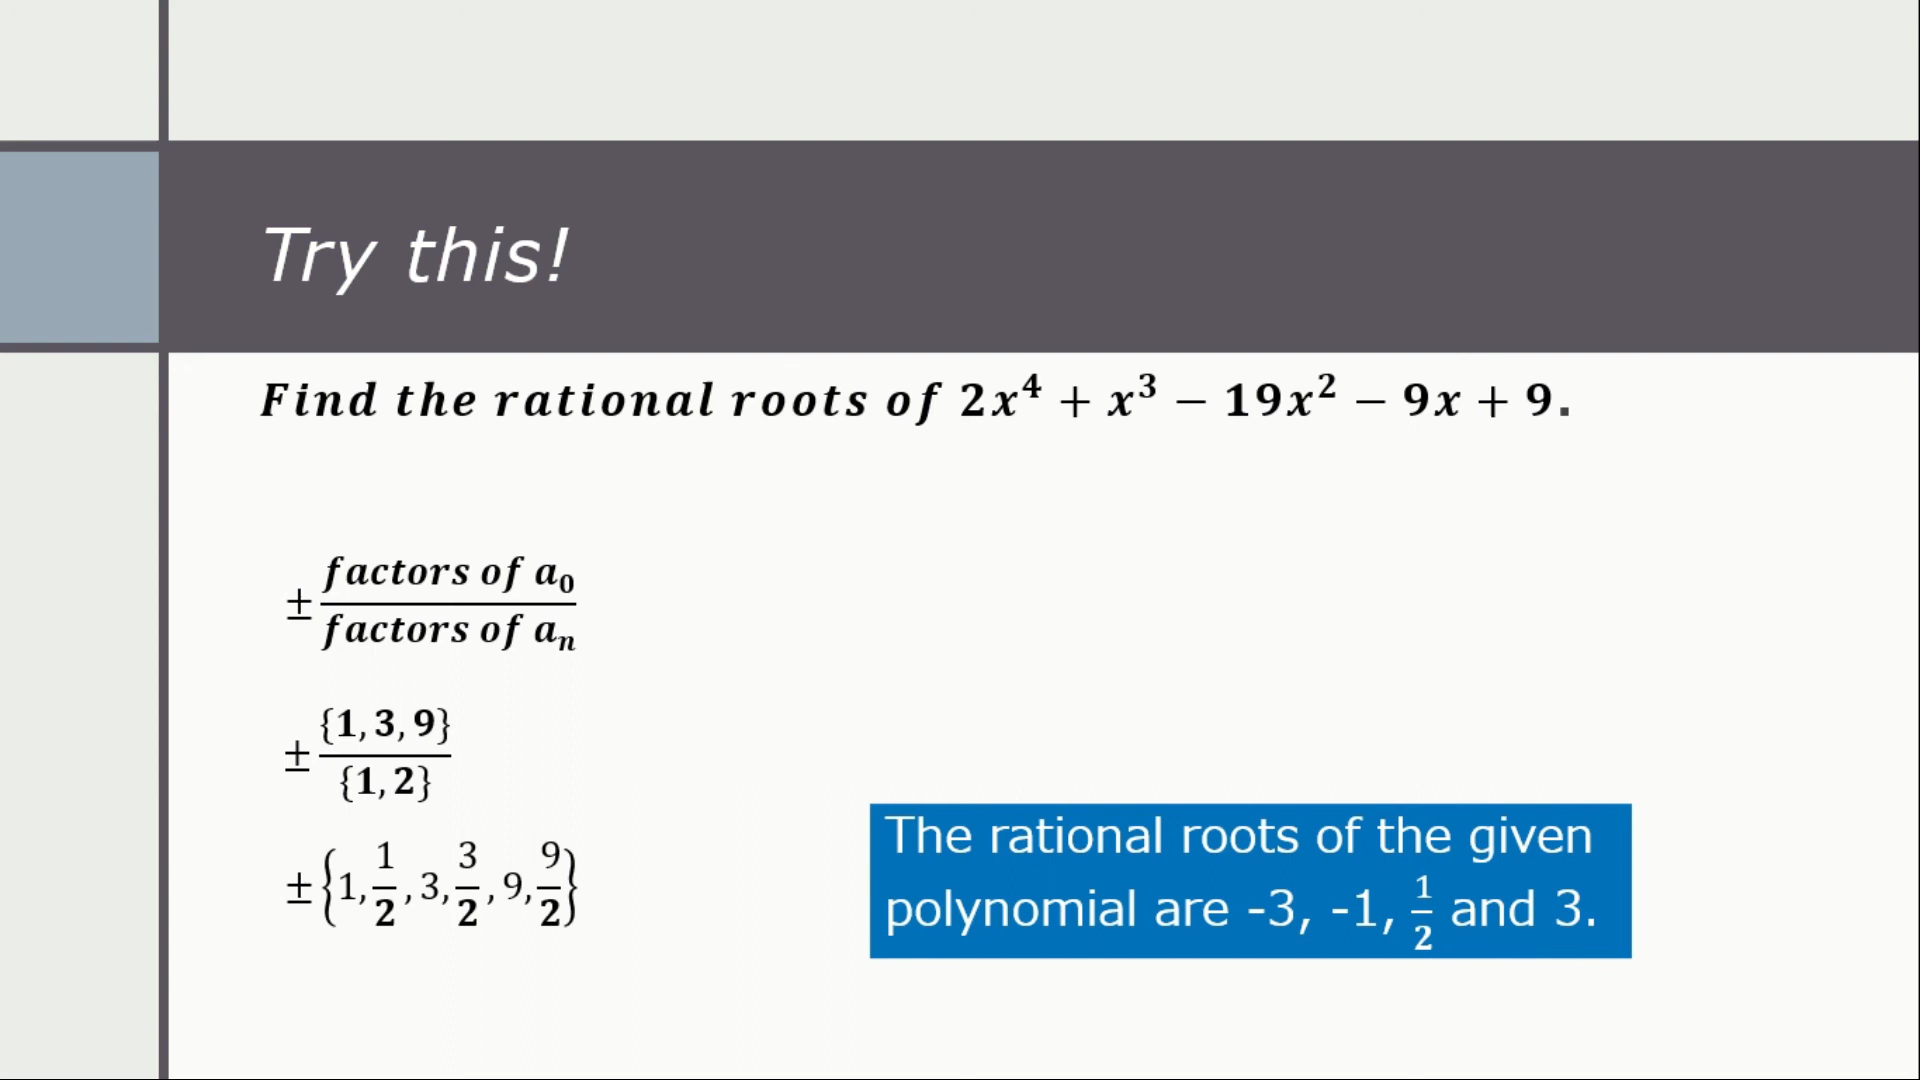 Try this!
Find the rational roots of 2x⁴ + x³ − 19x² − 9x + 9.
± factors of a₀ / factors of aₙ
± {1, 3, 9} / {1, 2}
± {1, 1/2, 3, 3/2, 9, 9/2}
The rational roots of the given
polynomial are -3, -1, 1/2 and 3.